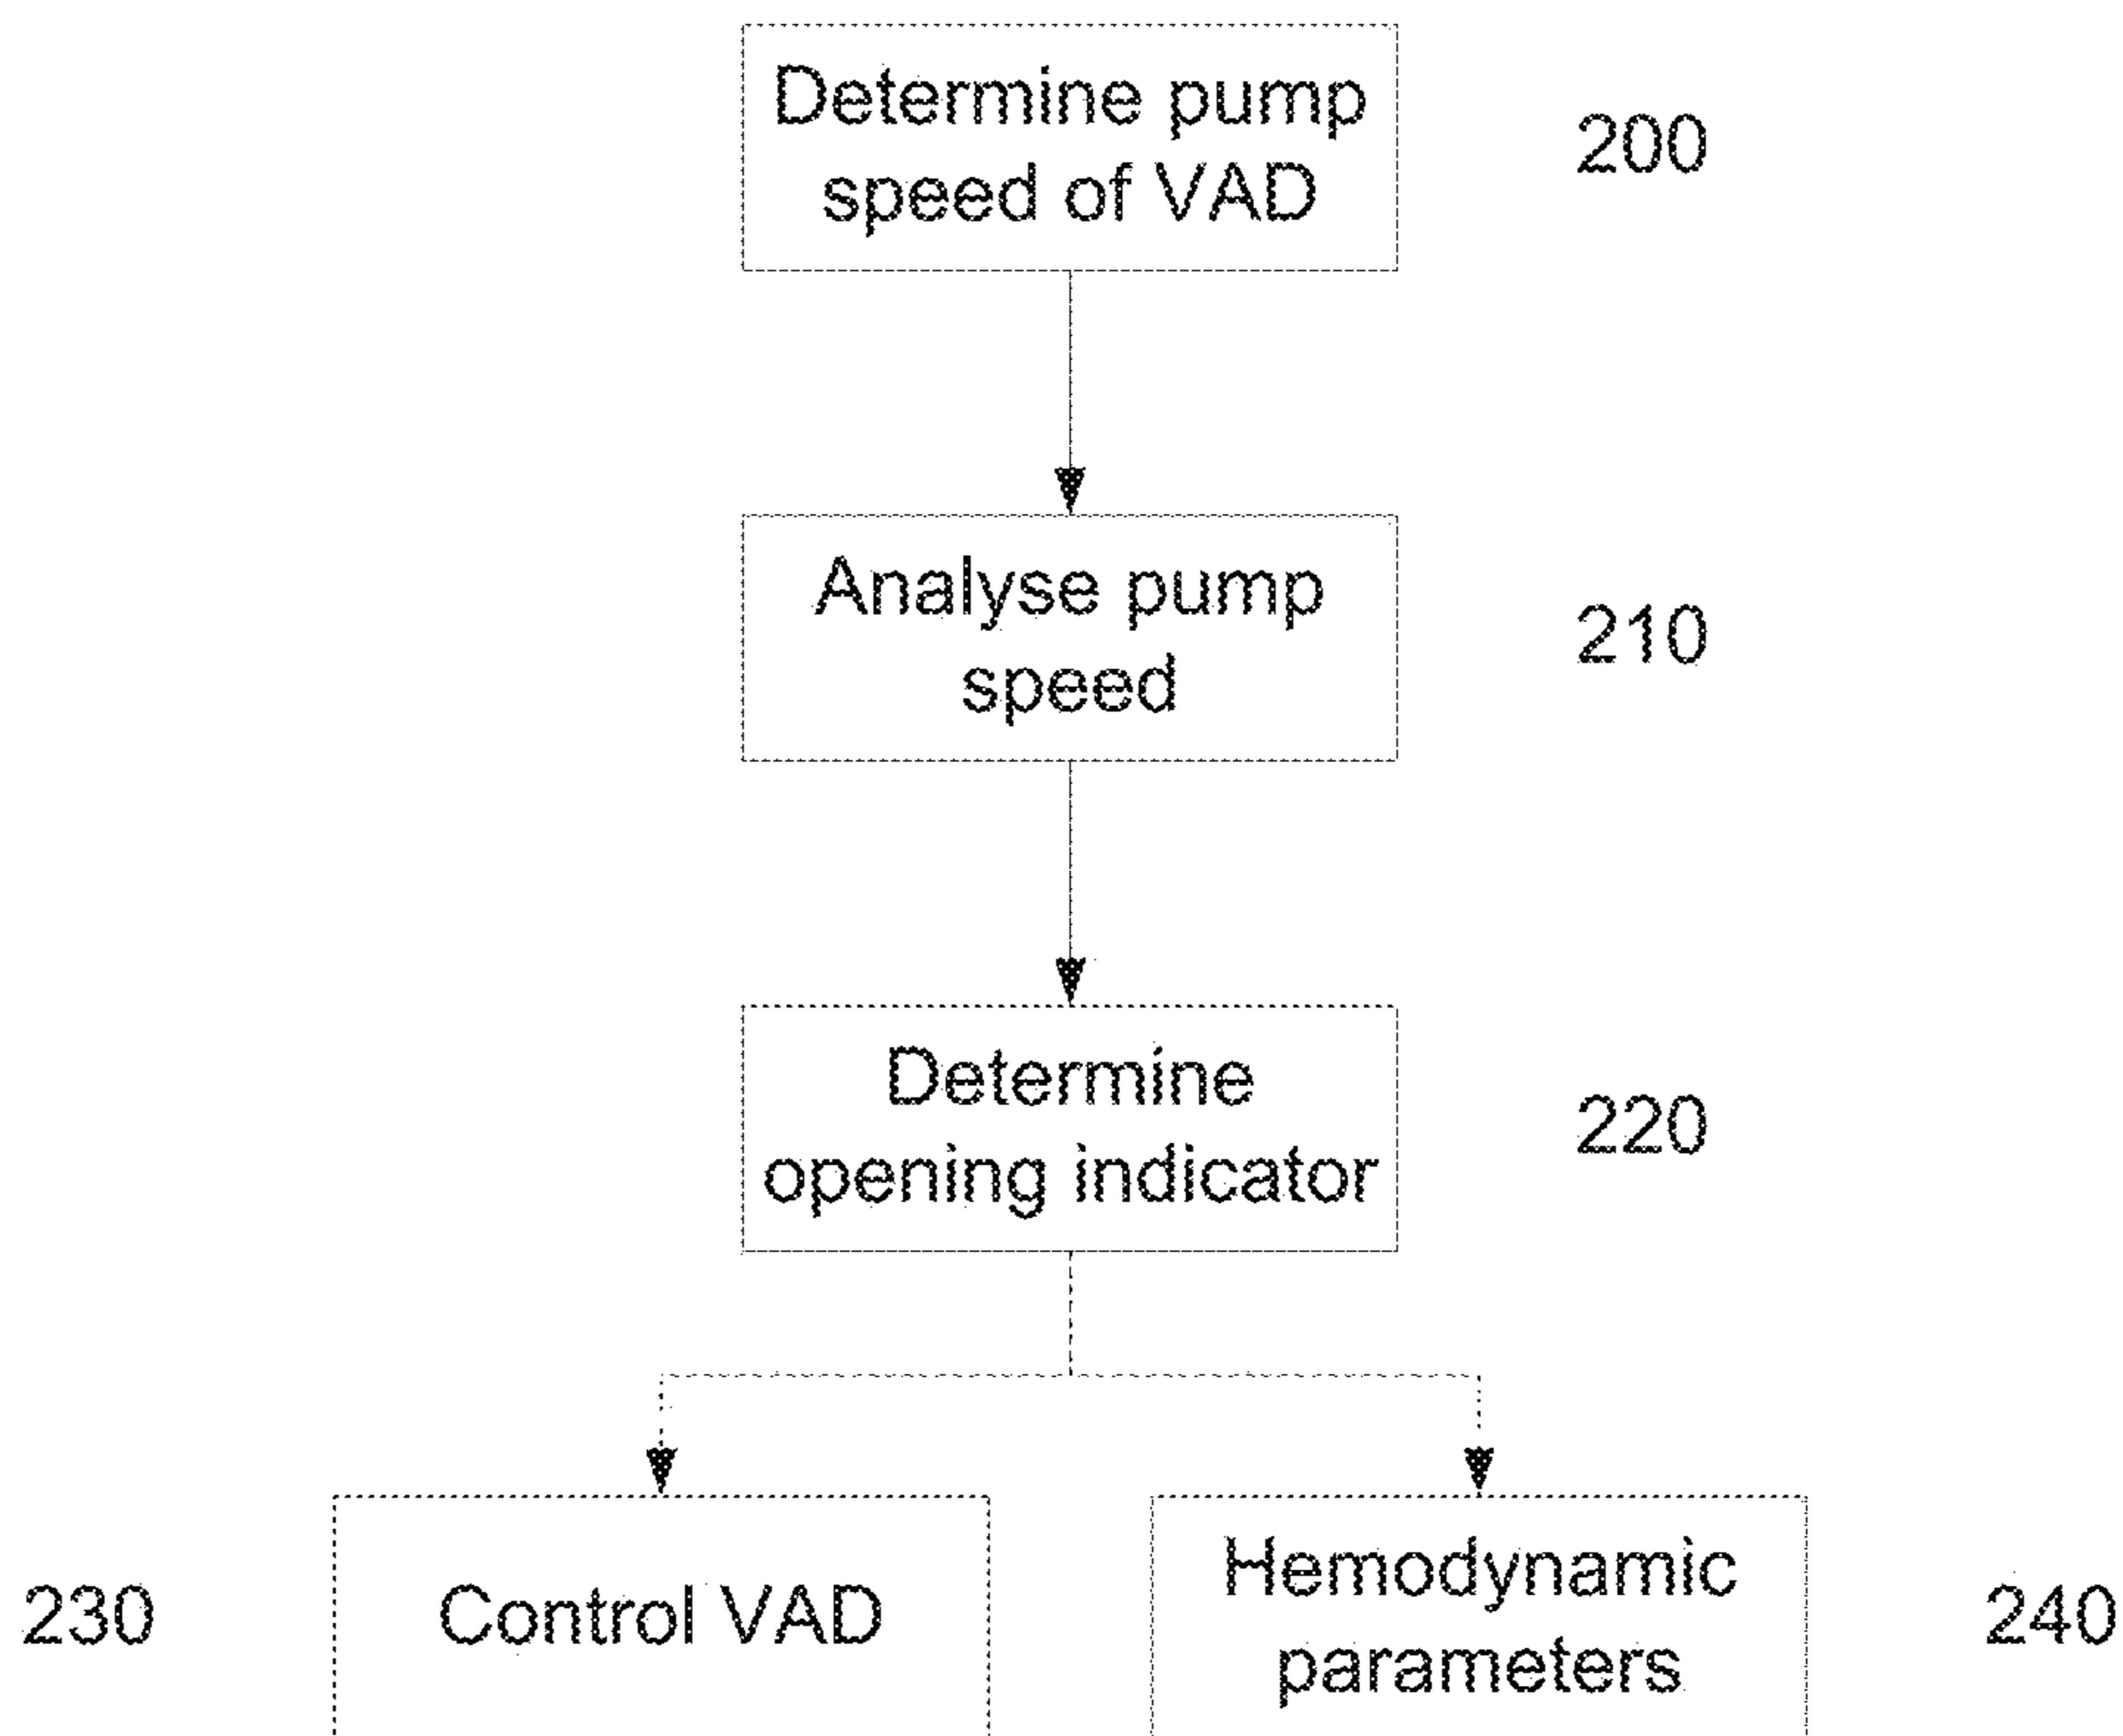 Determine pump
speed of VAD
200
Analyse pump
speed
210
Determine
opening indicator
220
230
Control VAD
Hemodynamic
parameters
240